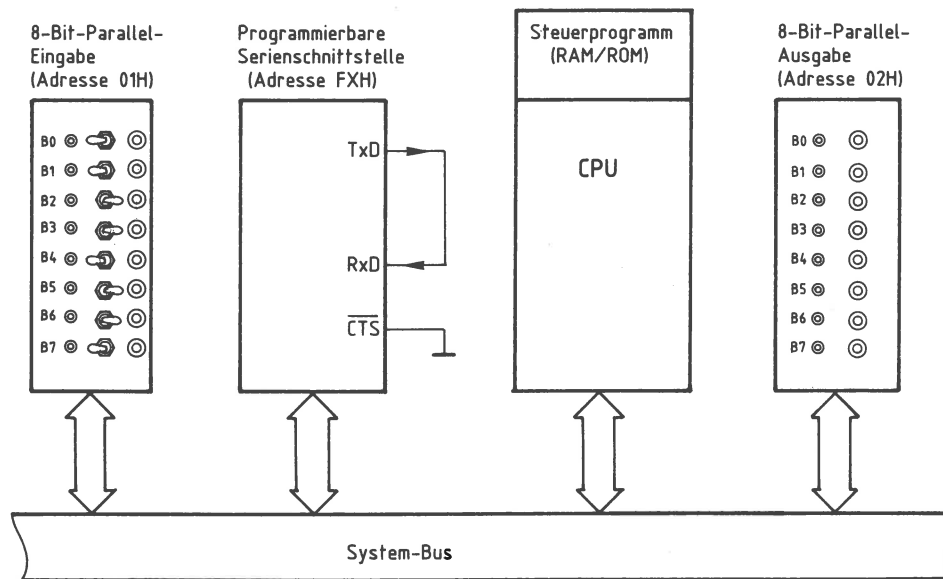 8-Bit-Parallel-
Eingabe
(Adresse 01H)
B0
B1
B2
B3
B4
B5
B6
B7
Programmierbare
Serienschnittstelle
(Adresse FXH)
TxD
RxD
CTS
Steuerprogramm
(RAM/ROM)
CPU
8-Bit-Parallel-
Ausgabe
(Adresse 02H)
B0
B1
B2
B3
B4
B5
B6
B7
System-Bus